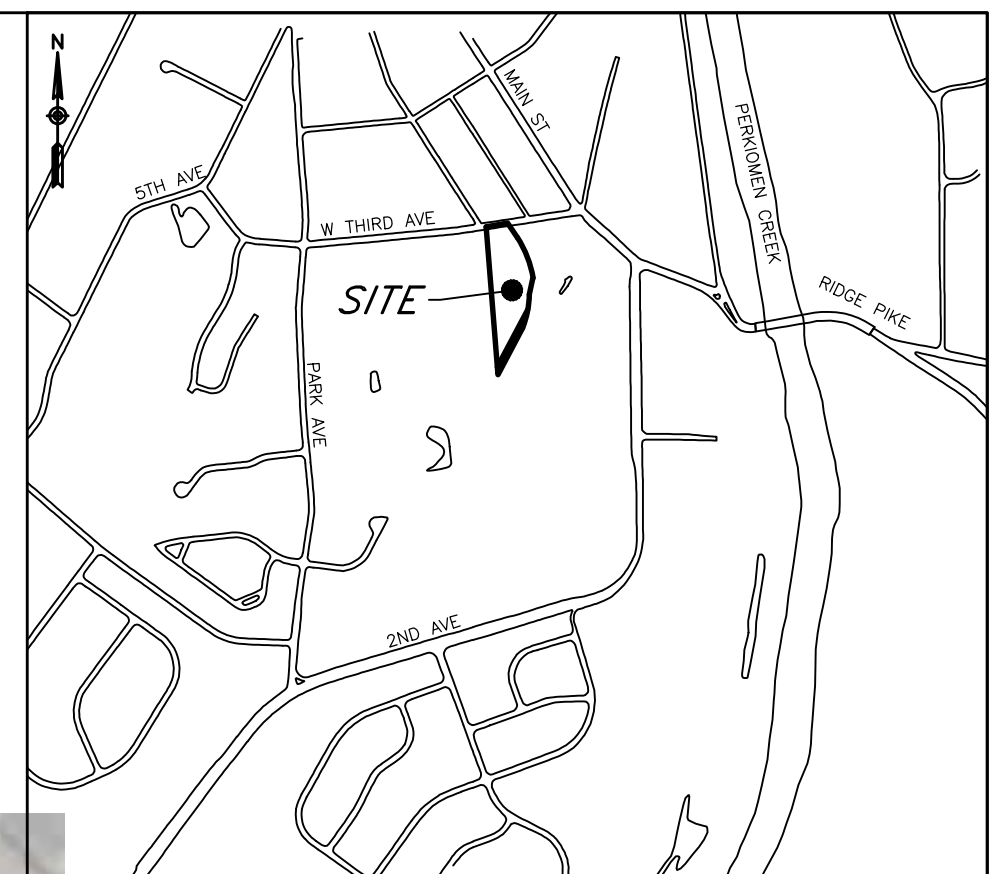 N
MAIN ST
PERKIOMEN CREEK
5TH AVE
W THIRD AVE
SITE
RIDGE PIKE
PARK AVE
2ND AVE